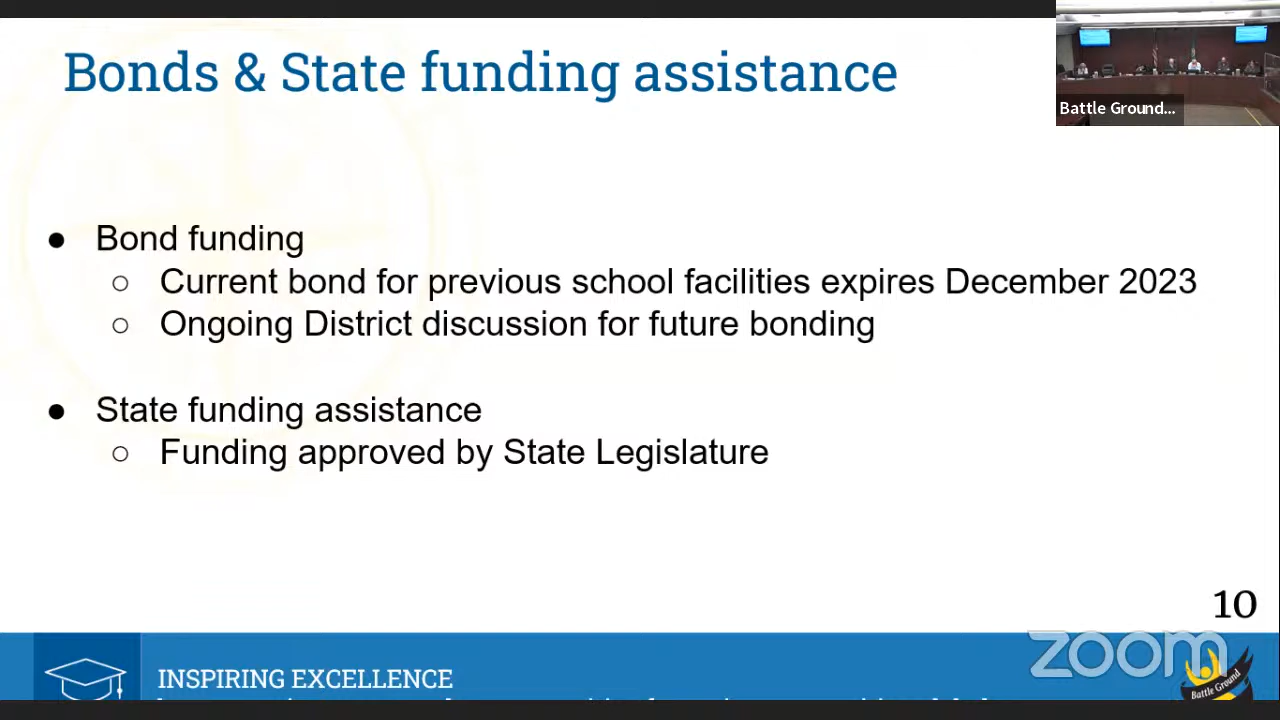 Bonds & State funding assistance
Battle Ground...
● Bond funding
○ Current bond for previous school facilities expires December 2023
○ Ongoing District discussion for future bonding
● State funding assistance
○ Funding approved by State Legislature
10
zoom
INSPIRING EXCELLENCE
Battle Ground